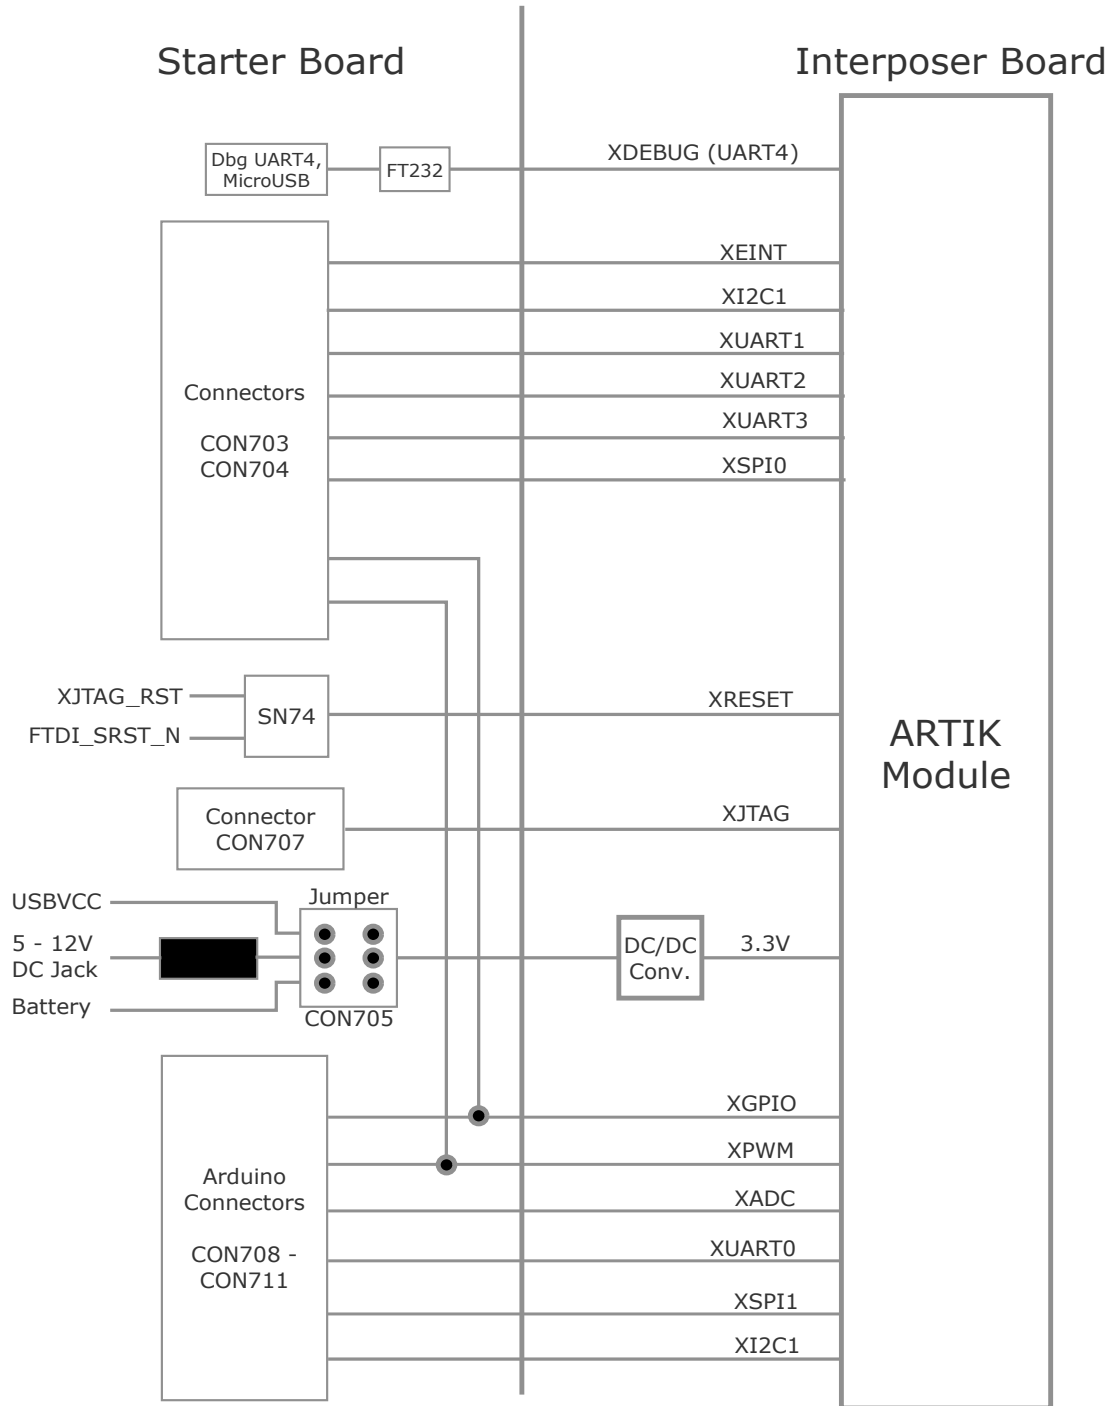 Starter Board
Interposer Board
Dbg UART4,
MicroUSB
FT232
XDEBUG (UART4)
Connectors
CON703
CON704
XEINT
XI2C1
XUART1
XUART2
XUART3
XSPI0
XJTAG_RST
FTDI_SRST_N
SN74
XRESET
ARTIK
Module
Connector
CON707
XJTAG
USBVCC
5 - 12V
DC Jack
Battery
Jumper
CON705
DC/DC
Conv.
3.3V
Arduino
Connectors
CON708 -
CON711
XGPIO
XPWM
XADC
XUART0
XSPI1
XI2C1